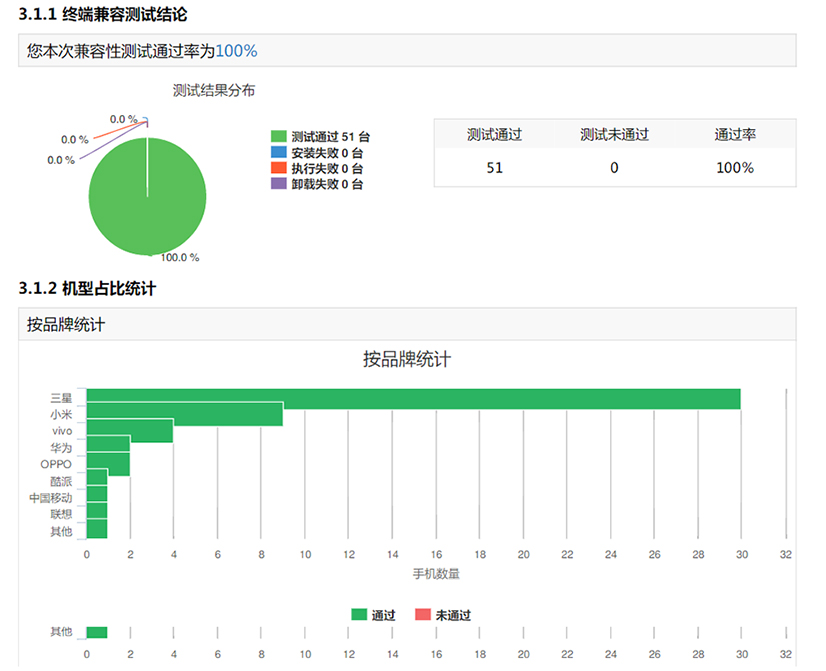 3.1.1 终端兼容测试结论
您本次兼容性测试通过率为100%
测试结果分布
0.0 %
0.0 %
0.0 %
100.0 %
测试通过 51 台
安装失败 0 台
执行失败 0 台
卸载失败 0 台
测试通过 测试未通过 通过率
51 0 100%
3.1.2 机型占比统计
按品牌统计
按品牌统计
三星
小米
vivo
华为
OPPO
酷派
中国移动
联想
其他
0 2 4 6 8 10 12 14 16 18 20 22 24 26 28 30 32
手机数量
通过 未通过
其他
0 2 4 6 8 10 12 14 16 18 20 22 24 26 28 30 32